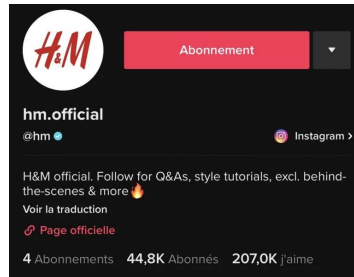 H&M
Abonnement
hm.official
@hm
Instagram >
H&M official. Follow for Q&As, style tutorials, excl. behind-
the-scenes & more🔥
Voir la traduction
Page officielle
4 Abonnements 44,8K Abonnés 207,0K j'aime